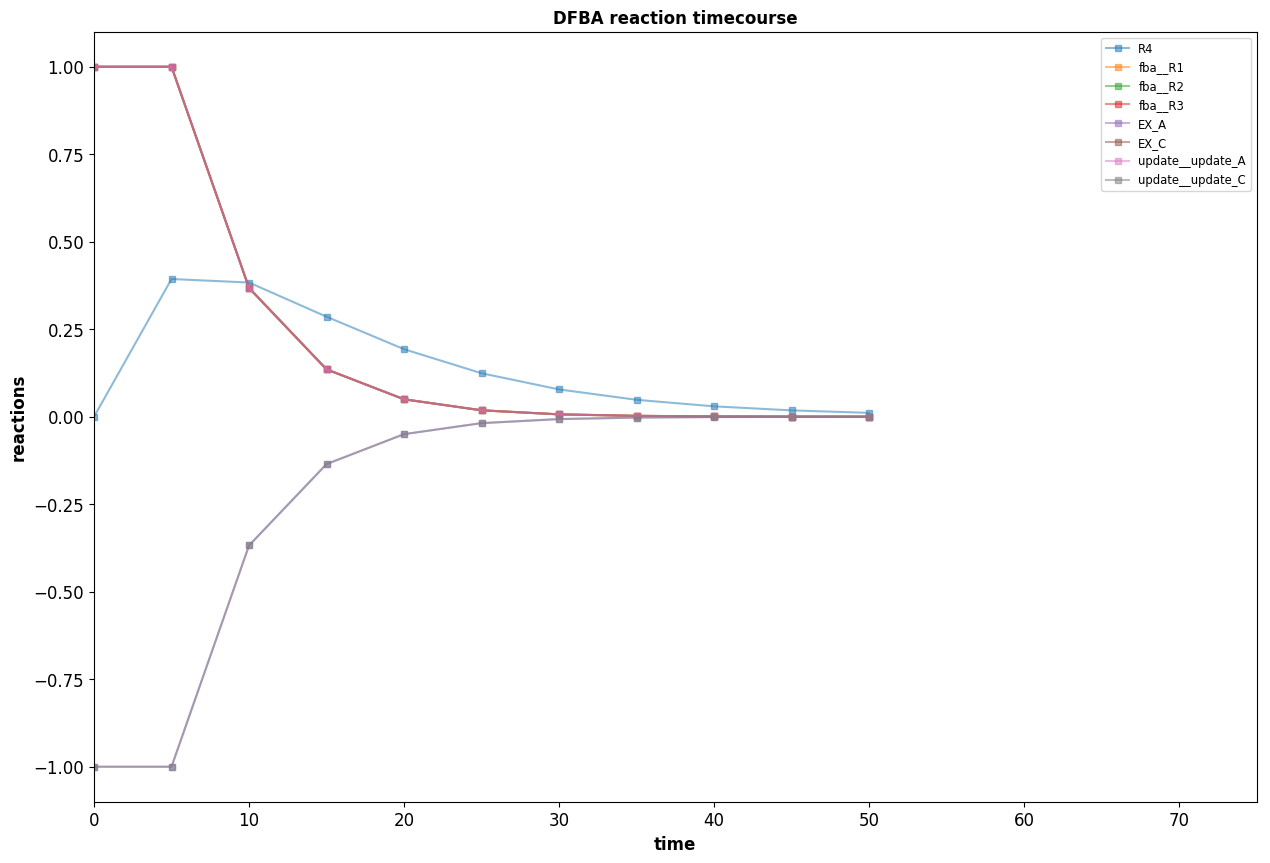 DFBA reaction timecourse
R4
fba__R1
fba__R2
fba__R3
EX_A
EX_C
update__update_A
update__update_C
reactions
1.00
0.75
0.50
0.25
0.00
−0.25
−0.50
−0.75
−1.00
0 10 20 30 40 50 60 70
time